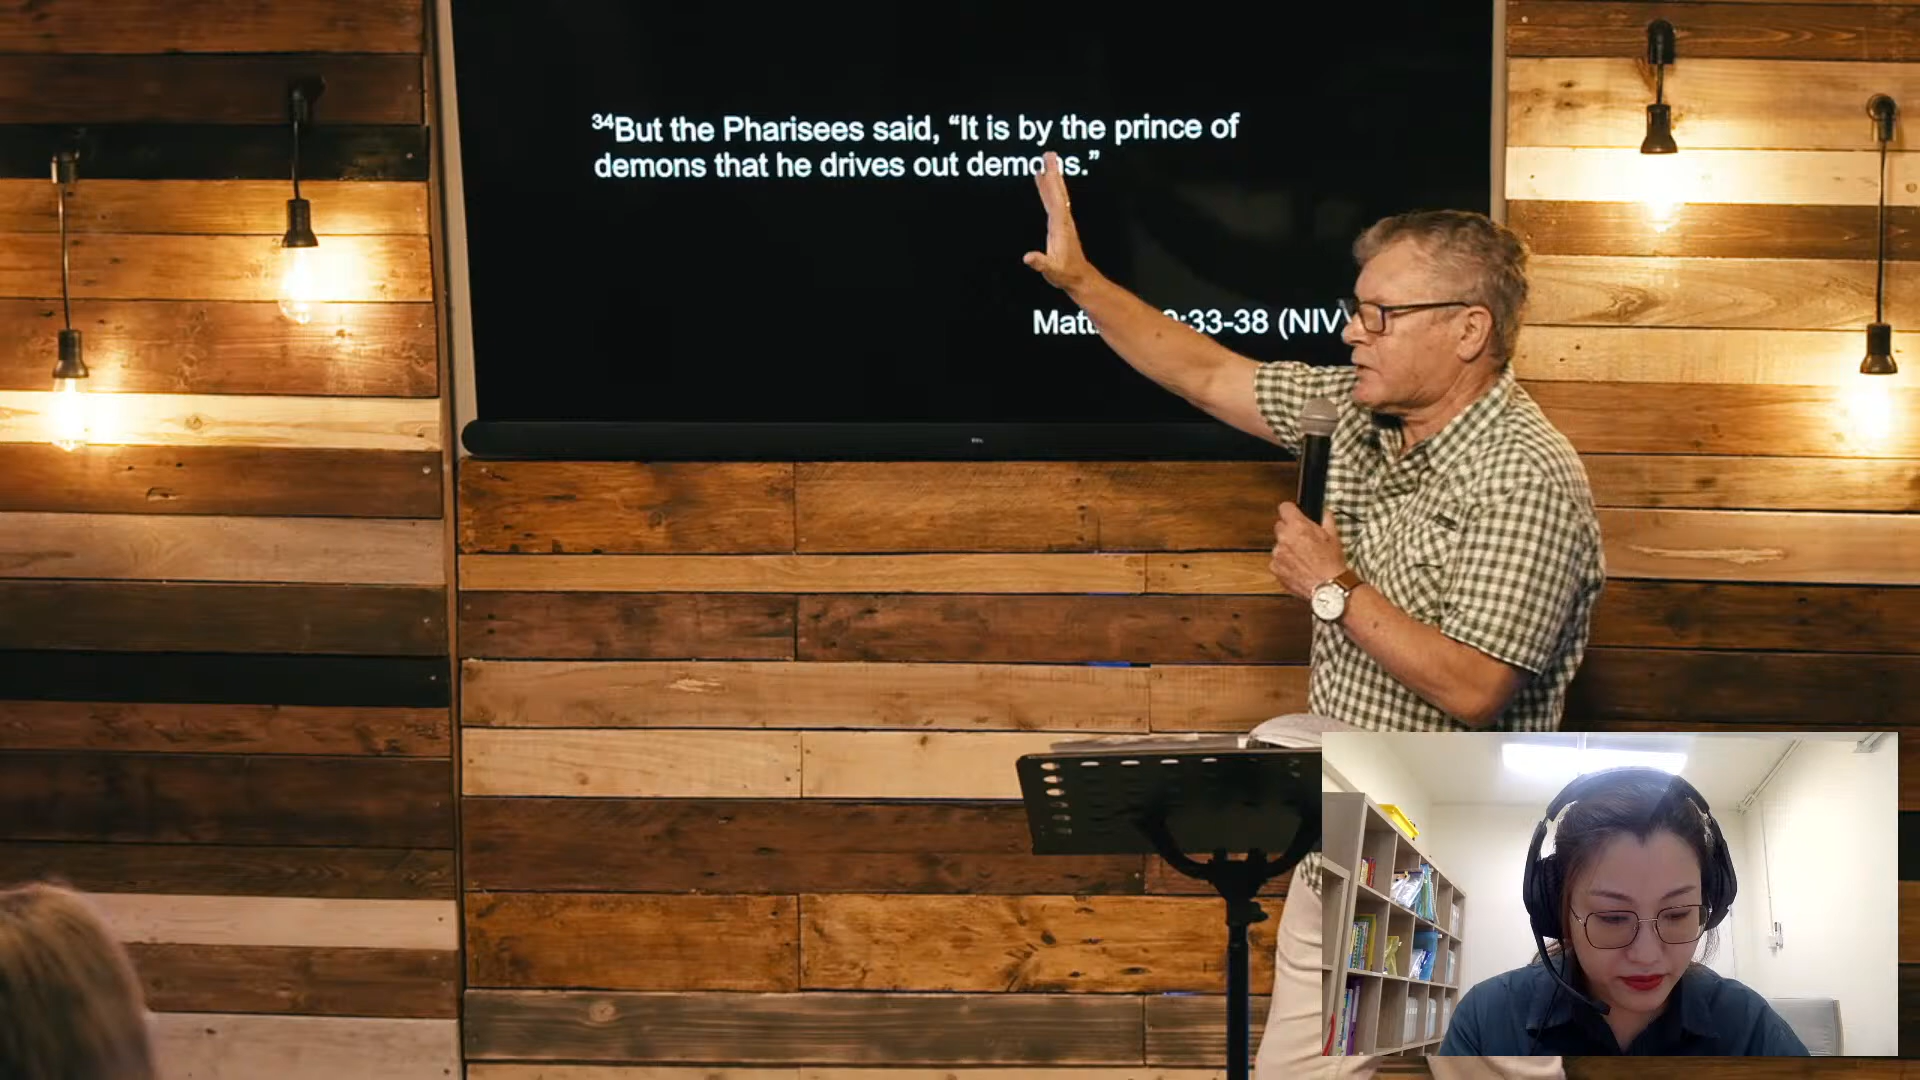 ³⁴But the Pharisees said, “It is by the prince of
demons that he drives out demons.”
:33-38 (NIV)